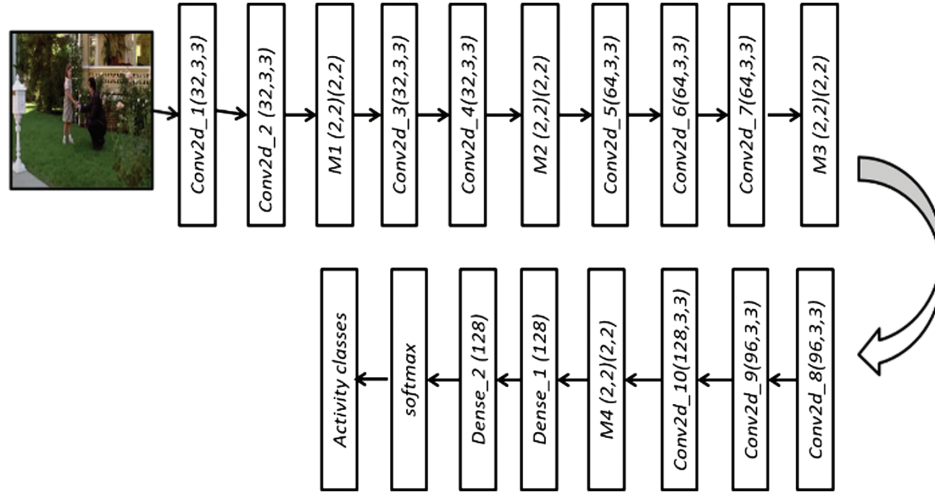 Conv2d_1(32,3,3)
Conv2d_2 (32,3,3)
M1 (2,2)(2,2)
Conv2d_3(32,3,3)
Conv2d_4(32,3,3)
M2 (2,2)(2,2)
Conv2d_5(64,3,3)
Conv2d_6(64,3,3)
Conv2d_7(64,3,3)
M3 (2,2)(2,2)
Conv2d_8(96,3,3)
Conv2d_9(96,3,3)
Conv2d_10(128,3,3)
M4 (2,2)(2,2)
Dense_1 (128)
Dense_2 (128)
softmax
Activity classes